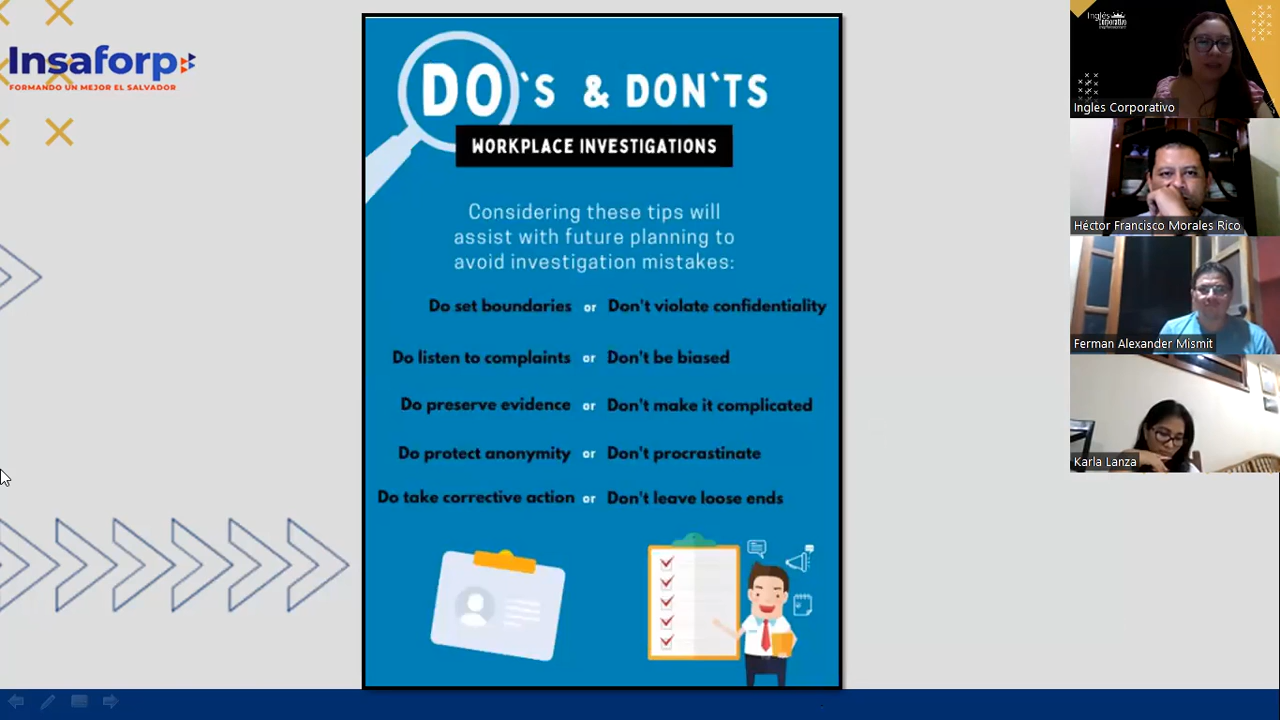 Insaforp
FORMANDO UN MEJOR EL SALVADOR
DO`S & DON`TS
WORKPLACE INVESTIGATIONS
Considering these tips will
assist with future planning to
avoid investigation mistakes:
Do set boundaries or Don't violate confidentiality
Do listen to complaints or Don't be biased
Do preserve evidence or Don't make it complicated
Do protect anonymity or Don't procrastinate
Do take corrective action or Don't leave loose ends
Inglés
Corporativo
Ingles Corporativo
Héctor Francisco Morales Rico
Ferman Alexander Mismit
Karla Lanza